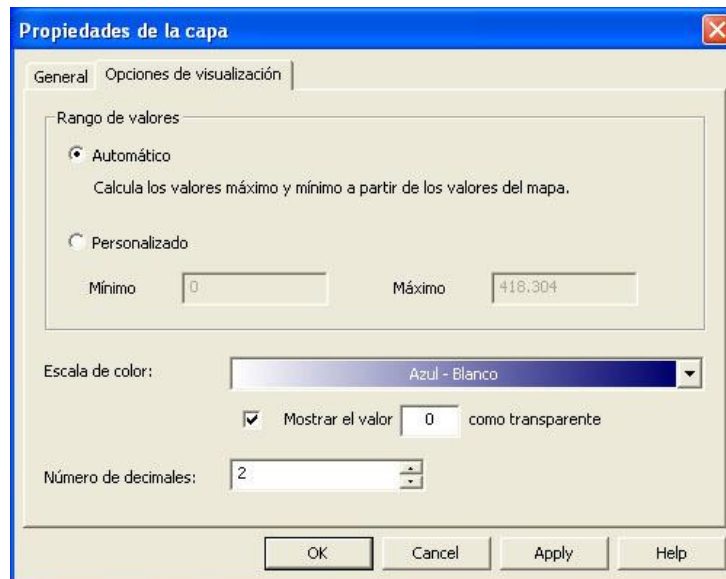 Propiedades de la capa
General Opciones de visualización
Rango de valores
Automático
Calcula los valores máximo y mínimo a partir de los valores del mapa.
Personalizado
Mínimo 0 Máximo 418.304
Escala de color: Azul - Blanco
Mostrar el valor 0 como transparente
Número de decimales: 2
OK Cancel Apply Help